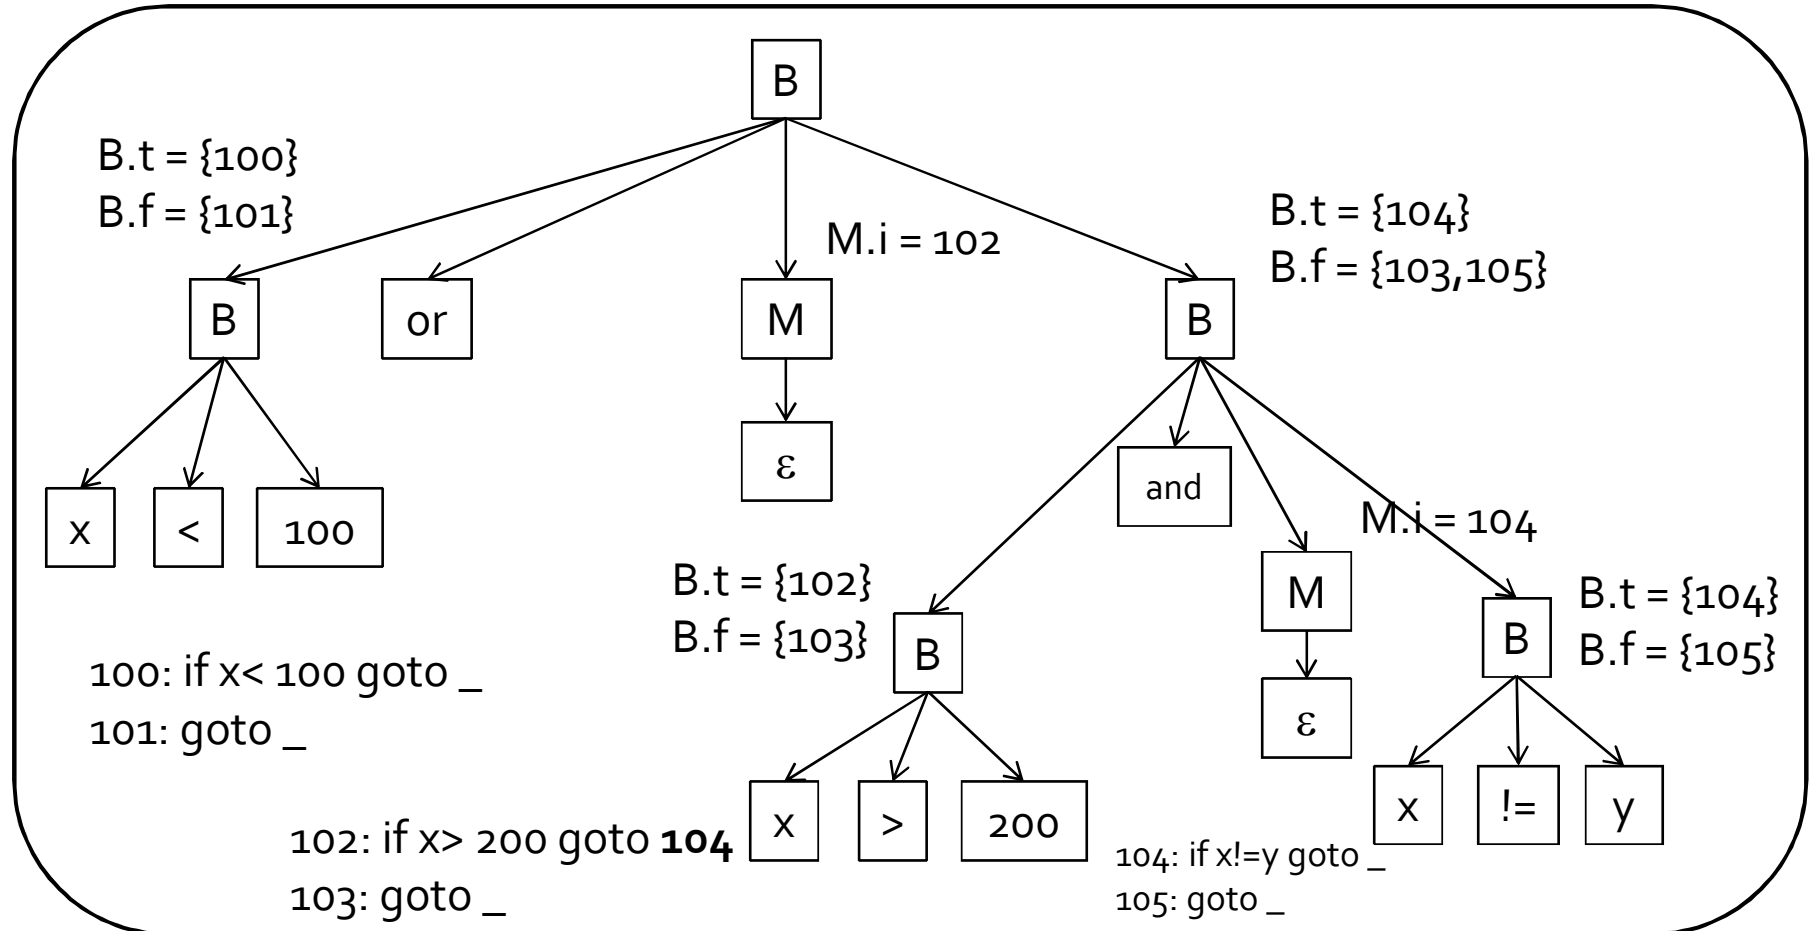 B
B.t = {100}
B.f = {101}
M.i = 102
B.t = {104}
B.f = {103,105}
B
or
M
B
ε
and
x
<
100
M.i = 104
B.t = {102}
B.f = {103}
B
M
B
B.t = {104}
B.f = {105}
100: if x< 100 goto _
101: goto _
ε
x
>
200
x
!=
y
102: if x> 200 goto 104
103: goto _
104: if x!=y goto _
105: goto _